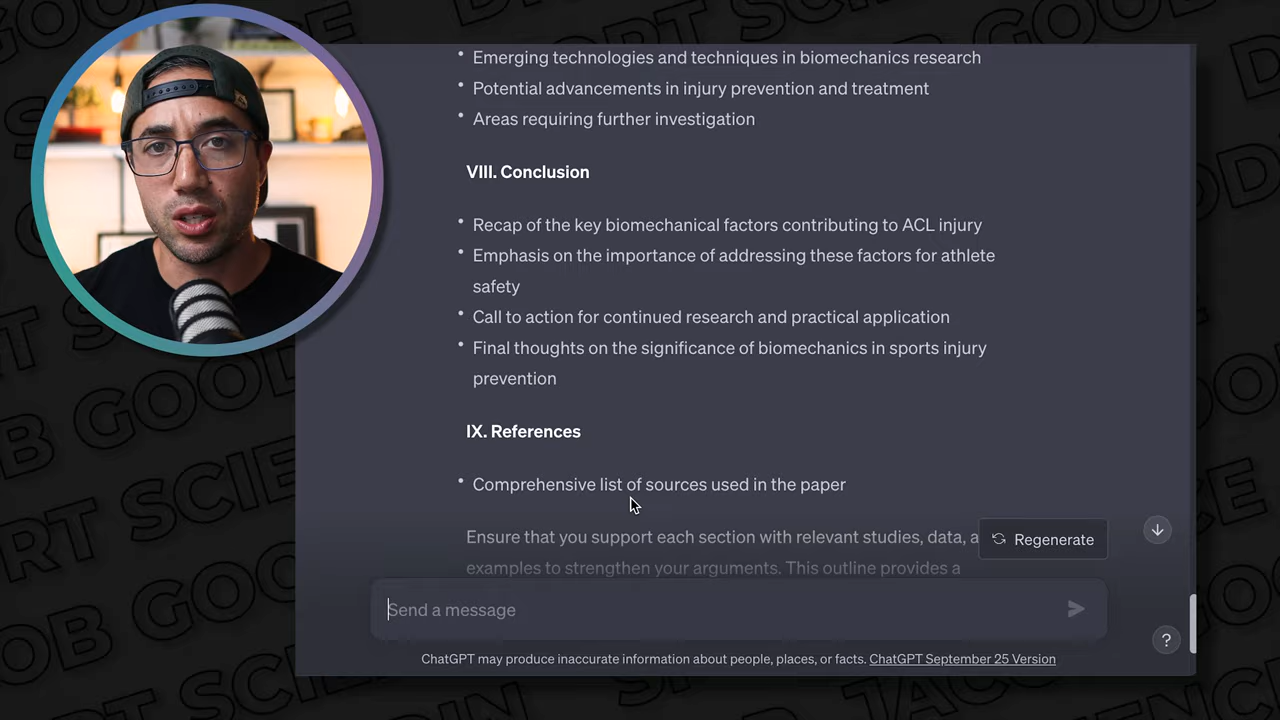 • Emerging technologies and techniques in biomechanics research
• Potential advancements in injury prevention and treatment
• Areas requiring further investigation
VIII. Conclusion
• Recap of the key biomechanical factors contributing to ACL injury
• Emphasis on the importance of addressing these factors for athlete
safety
• Call to action for continued research and practical application
• Final thoughts on the significance of biomechanics in sports injury
prevention
IX. References
• Comprehensive list of sources used in the paper
Ensure that you support each section with relevant studies, data, a
examples to strengthen your arguments. This outline provides a
Regenerate
Send a message
?
ChatGPT may produce inaccurate information about people, places, or facts. ChatGPT September 25 Version